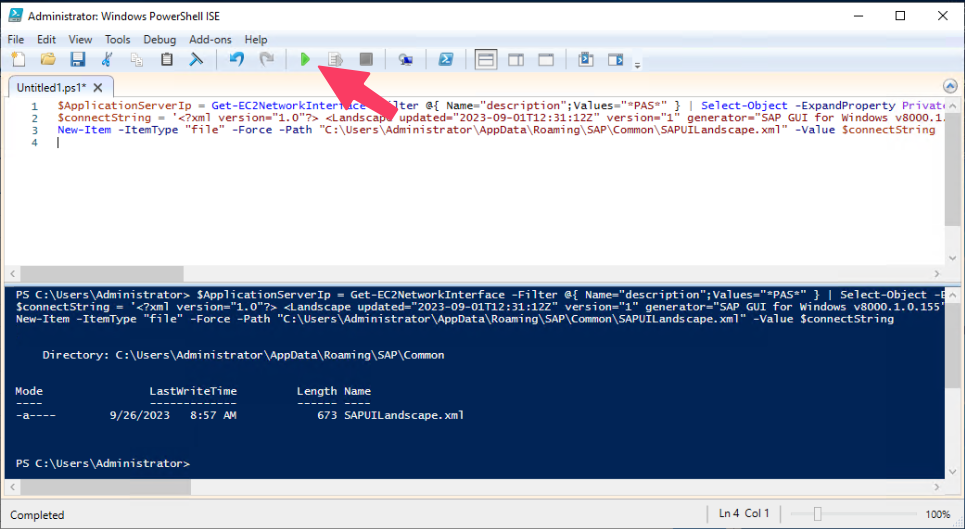 Administrator: Windows PowerShell ISE
File Edit View Tools Debug Add-ons Help
Untitled1.ps1* X
1 $ApplicationServerIp = Get-EC2NetworkInterface -Filter @{ Name="description";Values="*PAS*" } | Select-Object -ExpandProperty Privat
2 $connectString = '<?xml version="1.0"?> <Landscape updated="2023-09-01T12:31:12Z" version="1" generator="SAP GUI for Windows v8000.1.
3 New-Item -ItemType "file" -Force -Path "C:\Users\Administrator\AppData\Roaming\SAP\Common\SAPUILandscape.xml" -Value $connectString
4
PS C:\Users\Administrator> $ApplicationServerIp = Get-EC2NetworkInterface -Filter @{ Name="description";Values="*PAS*" } | Select-Object -E
$connectString = '<?xml version="1.0"?> <Landscape updated="2023-09-01T12:31:12Z" version="1" generator="SAP GUI for Windows v8000.1.0.155"
New-Item -ItemType "file" -Force -Path "C:\Users\Administrator\AppData\Roaming\SAP\Common\SAPUILandscape.xml" -Value $connectString
Directory: C:\Users\Administrator\AppData\Roaming\SAP\Common
Mode LastWriteTime Length Name
---- ------------- ------ ----
-a---- 9/26/2023 8:57 AM 673 SAPUILandscape.xml
PS C:\Users\Administrator>
Completed Ln 4 Col 1 100%